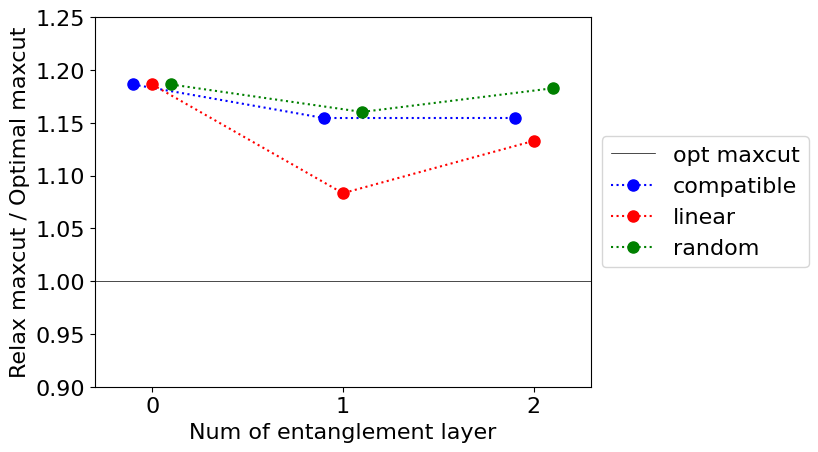 Relax maxcut / Optimal maxcut
1.25
1.20
1.15
1.10
1.05
1.00
0.95
0.90
0
1
2
Num of entanglement layer
opt maxcut
compatible
linear
random